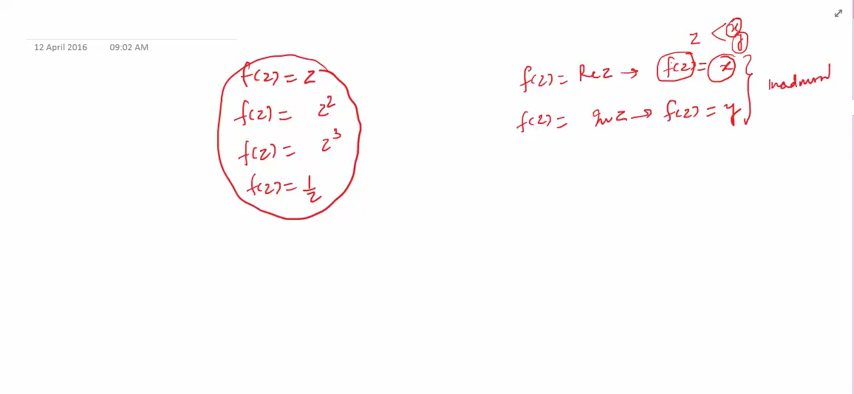 12 April 2016 09:02 AM
f(z) = z
f(z) = z²
f(z) = z³
f(z) = 1/z
z < x y
f(z) = Re z → f(z) = x
f(z) = Im z → f(z) = y